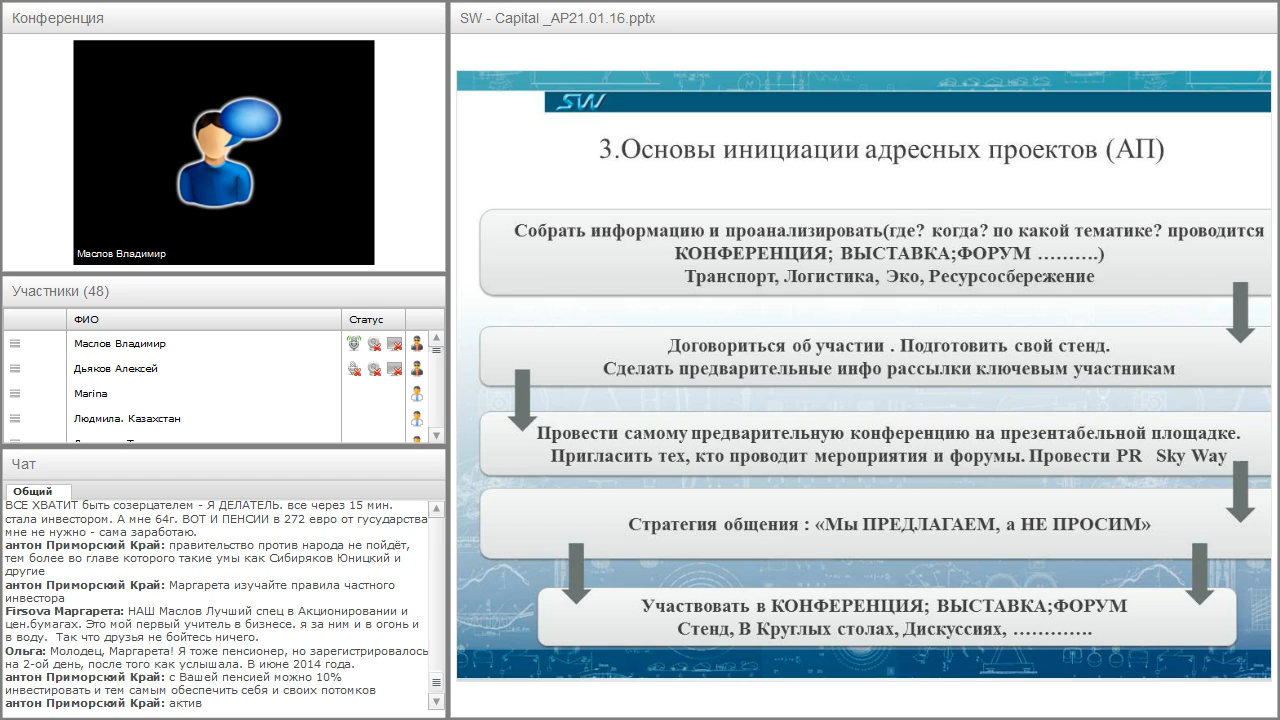 Конференция
Маслов Владимир
Участники (48)
ФИО
Статус
Маслов Владимир
Дьяков Алексей
Marina
Людмила. Казахстан
Чат
Общий
ВСЕ ХВАТИТ быть созерцателем - Я ДЕЛАТЕЛЬ. все через 15 мин.
стала инвестором. А мне 64г. ВОТ И ПЕНСИИ в 272 евро от гусударства
мне не нужно - сама заработаю.
антон Приморский Край: правительство против народа не пойдёт,
тем более во главе которого такие умы как Сибиряков Юницкий и
другие
антон Приморский Край: Маргарета изучайте правила частного
инвестора
Firsova Маргарета: НАШ Маслов Лучший спец в Акционировании и
цен.бумагах. Это мой первый учитель в бизнесе. я за ним и в огонь и
в воду. Так что друзья не бойтесь ничего.
Ольга: Молодец, Маргарета! Я тоже пенсионер, но зарегистрировалось
на 2-ой день, после того как услышала. В июне 2014 года.
антон Приморский Край: с Вашей пенсией можно 10%
инвестировать и тем самым обеспечить себя и своих потомков
антон Приморский Край: актив
SW - Capital _AP21.01.16.pptx
SW
3.Основы инициации адресных проектов (АП)
Собрать информацию и проанализировать(где? когда? по какой тематике? проводится
КОНФЕРЕНЦИЯ; ВЫСТАВКА;ФОРУМ ……….)
Транспорт, Логистика, Эко, Ресурсосбережение
Договориться об участии . Подготовить свой стенд.
Сделать предварительные инфо рассылки ключевым участникам
Провести самому предварительную конференцию на презентабельной площадке.
Пригласить тех, кто проводит мероприятия и форумы. Провести PR Sky Way
Стратегия общения : «Мы ПРЕДЛАГАЕМ, а НЕ ПРОСИМ»
Участвовать в КОНФЕРЕНЦИЯ; ВЫСТАВКА;ФОРУМ
Стенд, В Круглых столах, Дискуссиях, ………….